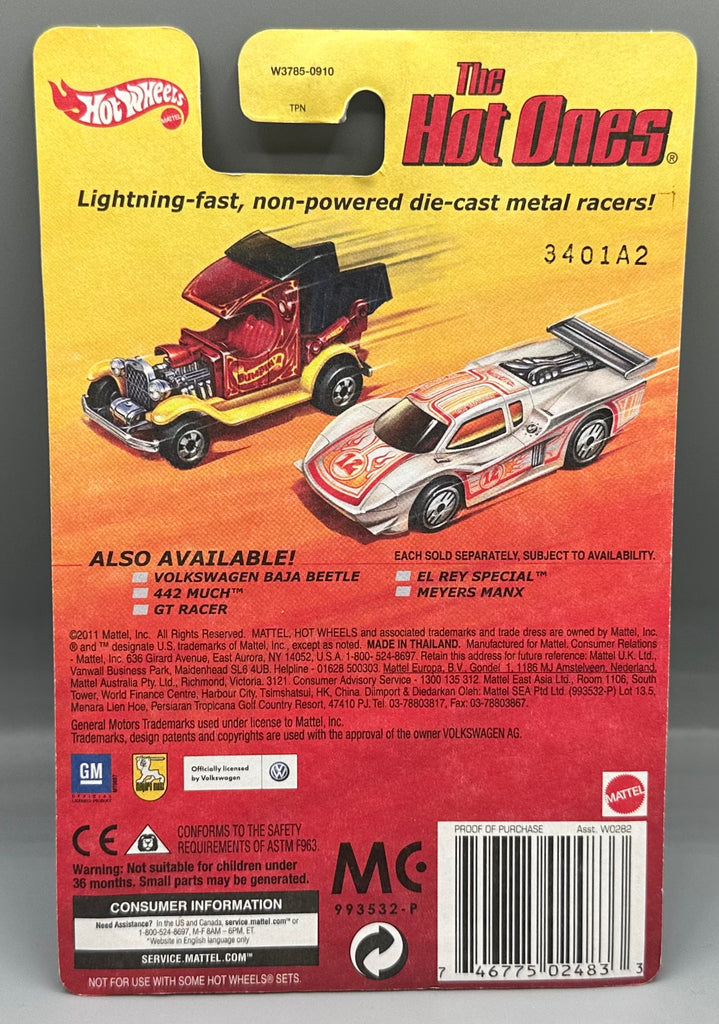 Hot Wheels
MATTEL
W3785-0910
TPN
The
Hot Ones®
Lightning-fast, non-powered die-cast metal racers!
3401A2
12
12
ALSO AVAILABLE!
EACH SOLD SEPARATELY, SUBJECT TO AVAILABILITY.
VOLKSWAGEN BAJA BEETLE
442 MUCH™
GT RACER
EL REY SPECIAL™
MEYERS MANX
©2011 Mattel, Inc. All Rights Reserved. MATTEL, HOT WHEELS and associated trademarks and trade dress are owned by Mattel, Inc.
® and ™ designate U.S. trademarks of Mattel, Inc., except as noted. MADE IN THAILAND. Manufactured for Mattel. Consumer Relations
- Mattel, Inc. 636 Girard Avenue, East Aurora, NY 14052, U.S.A. 1-800- 524-8697. Retain this address for future reference: Mattel U.K. Ltd.,
Vanwall Business Park, Maidenhead SL6 4UB. Helpline - 01628 500303. Mattel Europa, B.V., Gondel 1, 1186 MJ Amstelveen, Nederland.
Mattel Australia Pty. Ltd., Richmond, Victoria. 3121. Consumer Advisory Service - 1300 135 312. Mattel East Asia Ltd., Room 1106, South
Tower, World Finance Centre, Harbour City, Tsimshatsui, HK, China. Diimport & Diedarkan Oleh: Mattel SEA Ptd Ltd. (993532-P) Lot 13.5,
Menara Lien Hoe, Persiaran Tropicana Golf Country Resort, 47410 PJ. Tel: 03-78803817, Fax: 03-78803867.
General Motors Trademarks used under license to Mattel, Inc.
Trademarks, design patents and copyrights are used with the approval of the owner VOLKSWAGEN AG.
GM
OFFICIAL
LICENSED PRODUCT
Officially licensed
by Volkswagen
MATTEL
CE
CONFORMS TO THE SAFETY
REQUIREMENTS OF ASTM F963.
Warning: Not suitable for children under
36 months. Small parts may be generated.
CONSUMER INFORMATION
Need Assistance? In the US and Canada, service.mattel.com™ or
1-800-524-8697, M-F 8AM – 6PM, ET.
*Website in English language only
SERVICE.MATTEL.COM™
NOT FOR USE WITH SOME HOT WHEELS® SETS.
MC
993532-P
PROOF OF PURCHASE
Asst. W0282
7 46775 02483 3